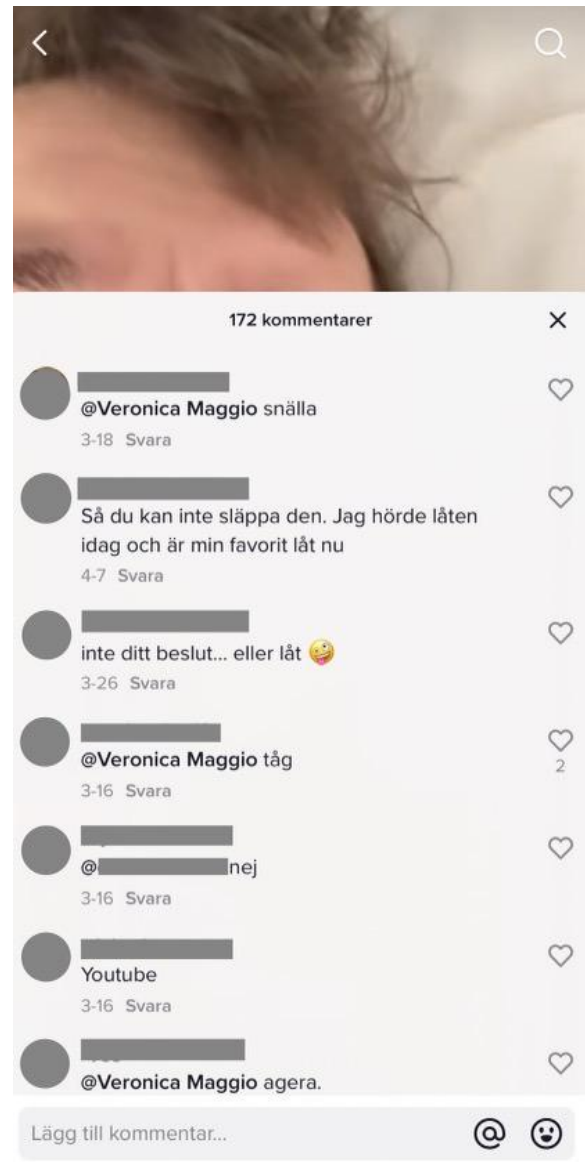 172 kommentarer
@Veronica Maggio snälla
3-18 Svara
Så du kan inte släppa den. Jag hörde låten
idag och är min favorit låt nu
4-7 Svara
inte ditt beslut... eller låt 🤪
3-26 Svara
@Veronica Maggio tåg
2
3-16 Svara
@ nej
3-16 Svara
Youtube
3-16 Svara
@Veronica Maggio agera.
Lägg till kommentar...